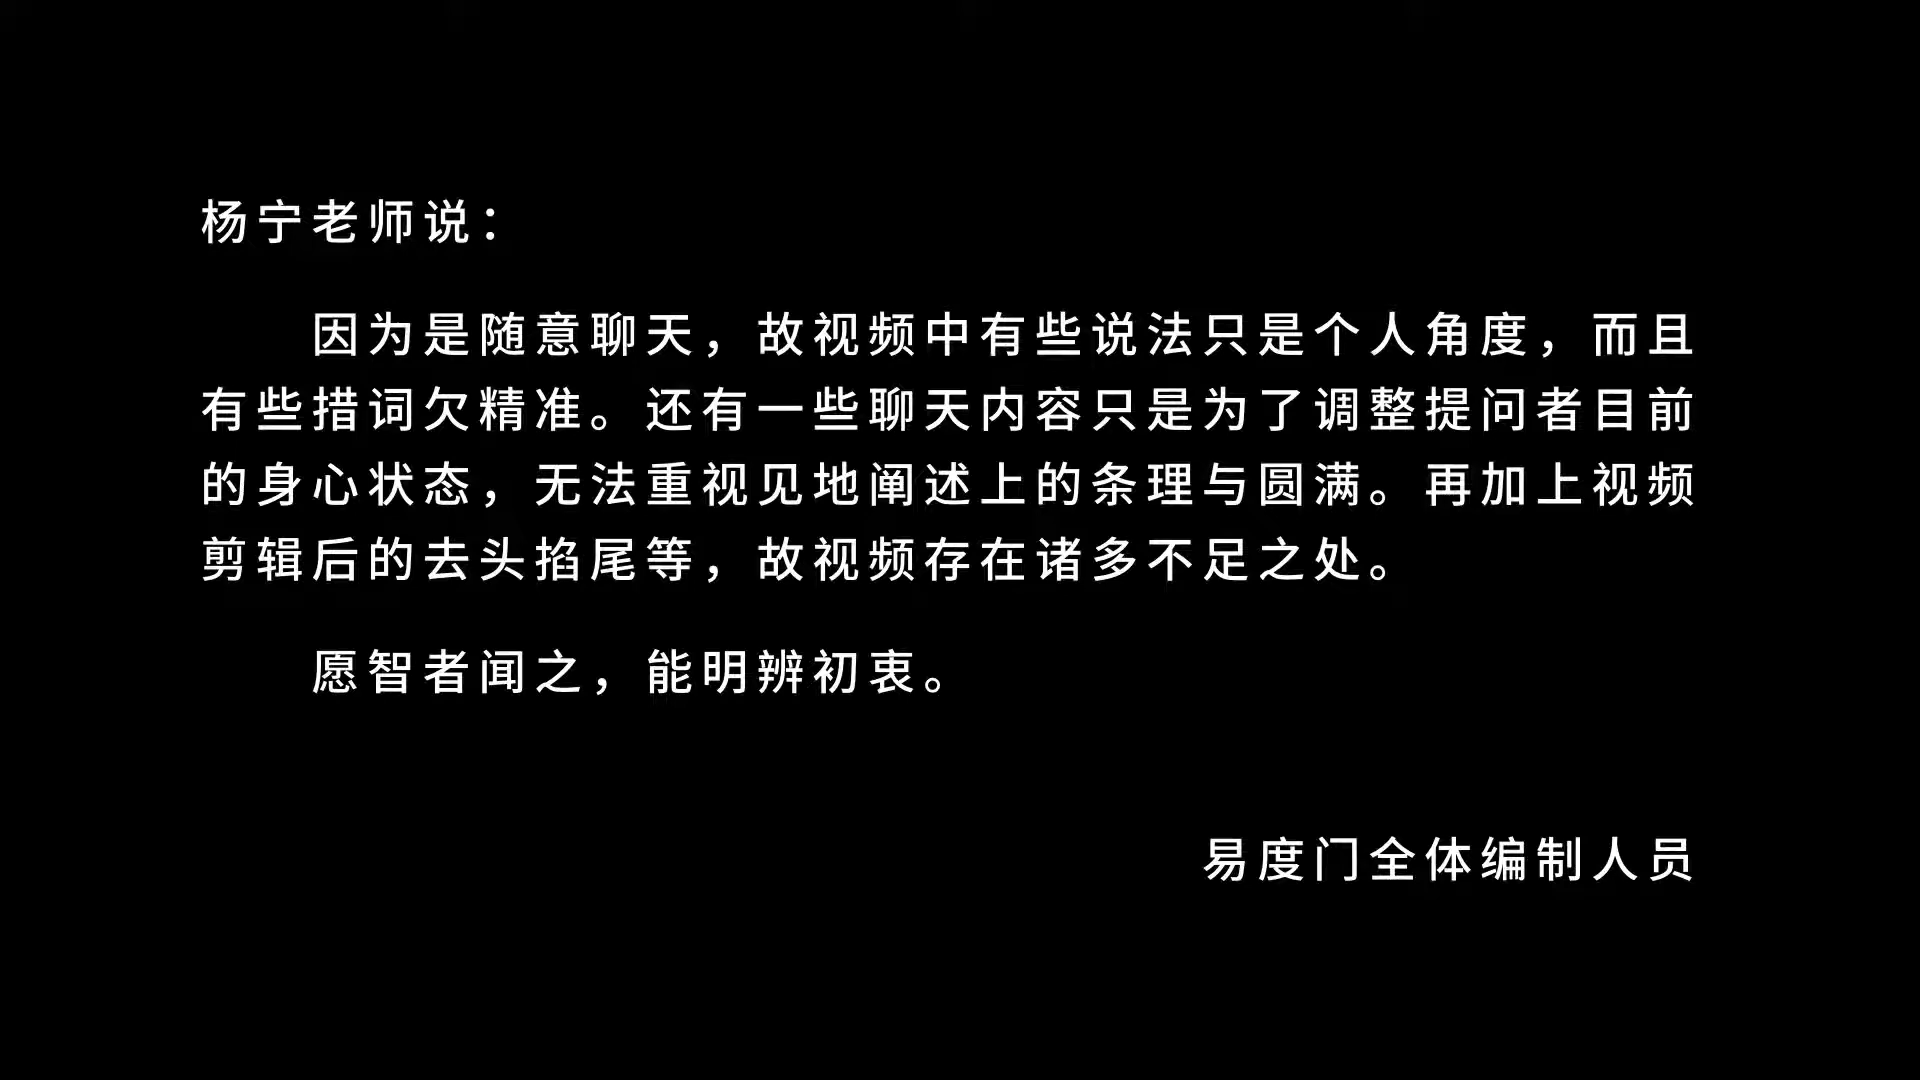 杨宁老师说：
因为是随意聊天，故视频中有些说法只是个人角度，而且
有些措词欠精准。还有一些聊天内容只是为了调整提问者目前
的身心状态，无法重视见地阐述上的条理与圆满。再加上视频
剪辑后的去头掐尾等，故视频存在诸多不足之处。
愿智者闻之，能明辨初衷。
易度门全体编制人员